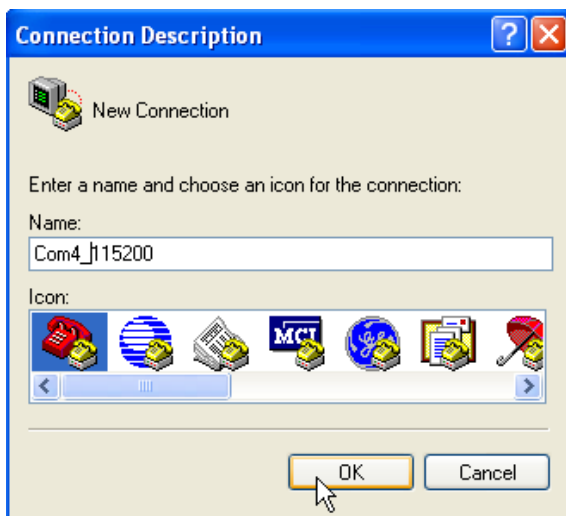 Connection Description
New Connection
Enter a name and choose an icon for the connection:
Name:
Com4_115200
Icon:
MCI
OK Cancel